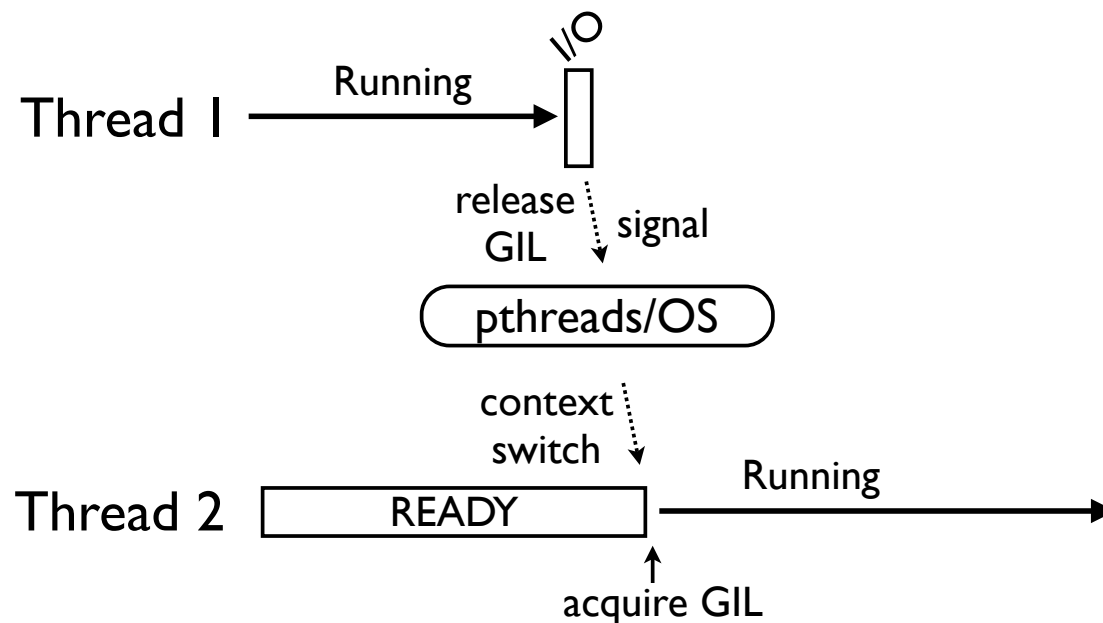 I/O
Running
Thread 1
release
GIL
signal
pthreads/OS
context
switch
Running
Thread 2
READY
acquire GIL